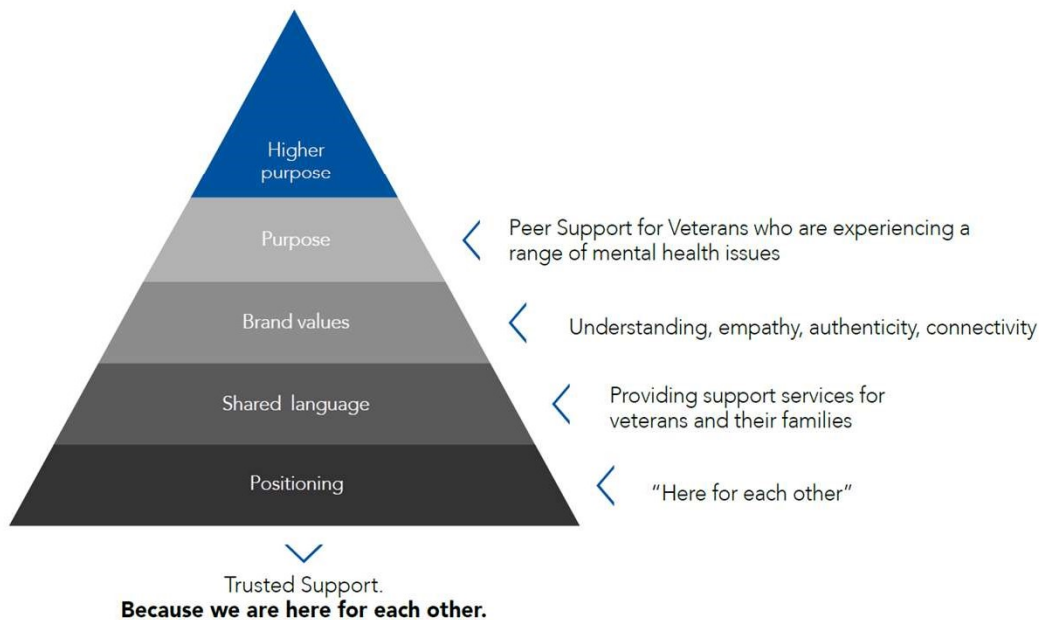 Higher
purpose
Purpose
Peer Support for Veterans who are experiencing a
range of mental health issues
Brand values
Understanding, empathy, authenticity, connectivity
Shared language
Providing support services for
veterans and their families
Positioning
“Here for each other”
Trusted Support.
Because we are here for each other.